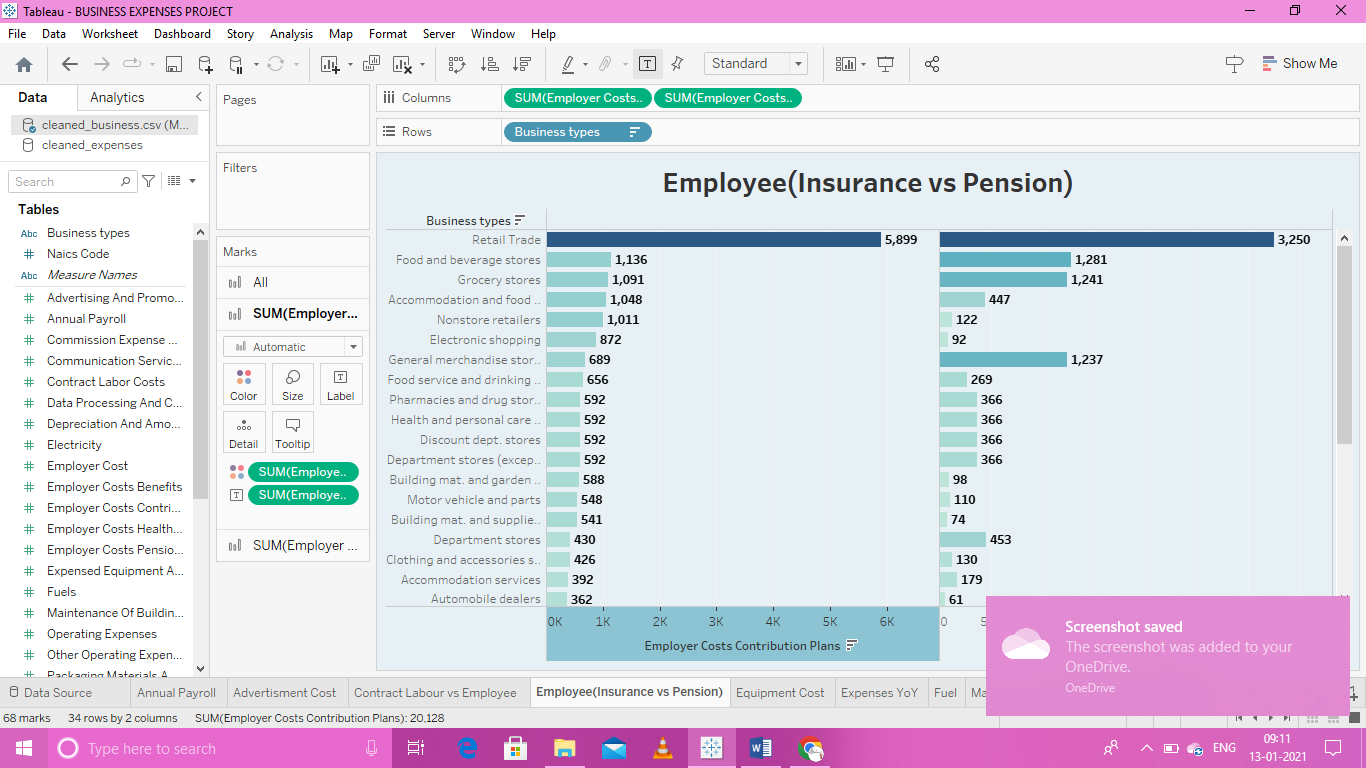 Tableau - BUSINESS EXPENSES PROJECT
File Data Worksheet Dashboard Story Analysis Map Format Server Window Help
Standard
Show Me
Data Analytics
cleaned_business.csv (M...
cleaned_expenses
Search
Tables
Abc Business types
# Naics Code
Abc Measure Names
# Advertising And Promo...
# Annual Payroll
# Commission Expense ...
# Communication Servic...
# Contract Labor Costs
# Data Processing And C...
# Depreciation And Amo...
# Electricity
# Employer Cost
# Employer Costs Benefits
# Employer Costs Contri...
# Employer Costs Health...
# Employer Costs Pensio...
# Expensed Equipment A...
# Fuels
# Maintenance Of Buildin...
# Operating Expenses
# Other Operating Expen...
# Packaging Materials A...
Pages
Filters
Marks
All
SUM(Employer...
Automatic
Color Size Label
Detail Tooltip
SUM(Employe..
T SUM(Employe..
SUM(Employer ...
Columns SUM(Employer Costs.. SUM(Employer Costs..
Rows Business types
Employee(Insurance vs Pension)
Business types
Retail Trade 5,899 3,250
Food and beverage stores 1,136 1,281
Grocery stores 1,091 1,241
Accommodation and food .. 1,048 447
Nonstore retailers 1,011 122
Electronic shopping 872 92
General merchandise stor.. 689 1,237
Food service and drinking .. 656 269
Pharmacies and drug stor.. 592 366
Health and personal care .. 592 366
Discount dept. stores 592 366
Department stores (excep.. 592 366
Building mat. and garden .. 588 98
Motor vehicle and parts 548 110
Building mat. and supplie.. 541 74
Department stores 430 453
Clothing and accessories s.. 426 130
Accommodation services 392 179
Automobile dealers 362 61
0K 1K 2K 3K 4K 5K 6K 0
Employer Costs Contribution Plans
Screenshot saved
The screenshot was added to your
OneDrive.
OneDrive
Data Source Annual Payroll Advertisment Cost Contract Labour vs Employee Employee(Insurance vs Pension) Equipment Cost Expenses YoY Fuel
68 marks 34 rows by 2 columns SUM(Employer Costs Contribution Plans): 20,128
Type here to search
ENG
09:11
13-01-2021